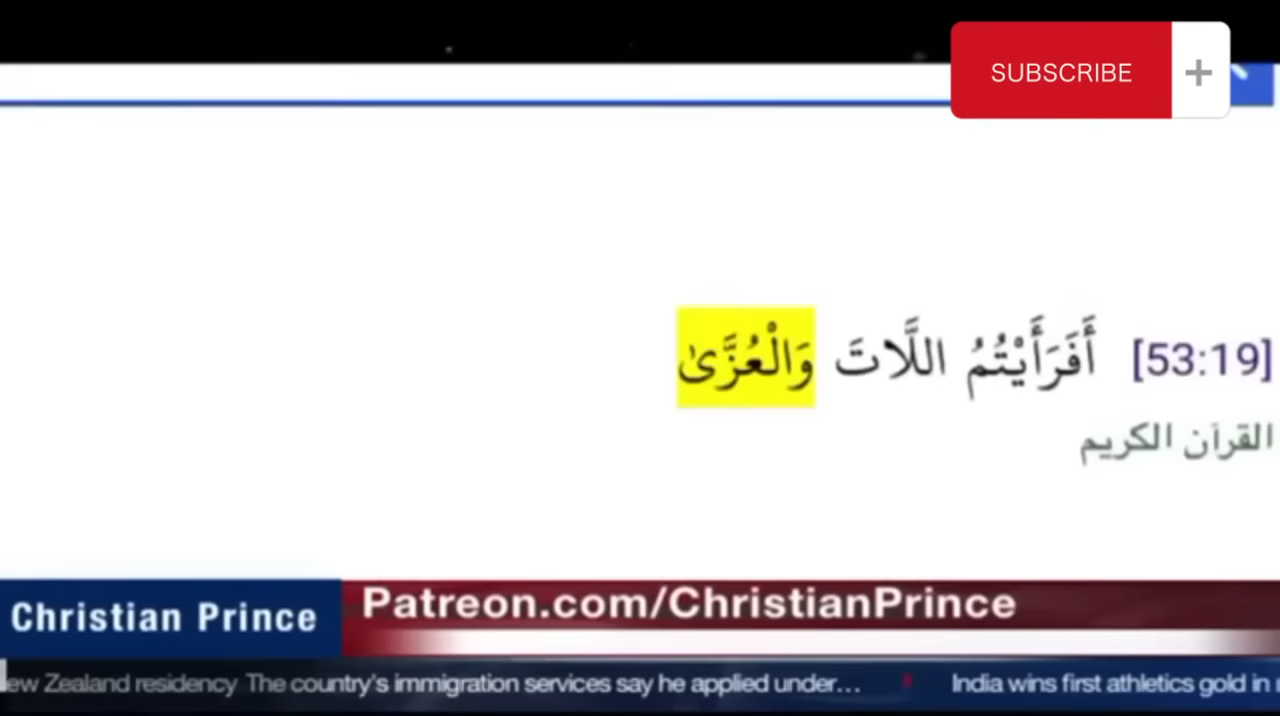 SUBSCRIBE +
[53:19] أَفَرَأَيْتُمُ اللَّاتَ وَالْعُزَّىٰ
القرآن الكريم
Christian Prince
Patreon.com/ChristianPrince
Zealand residency The country's immigration services say he applied under... India wins first athletics gold in